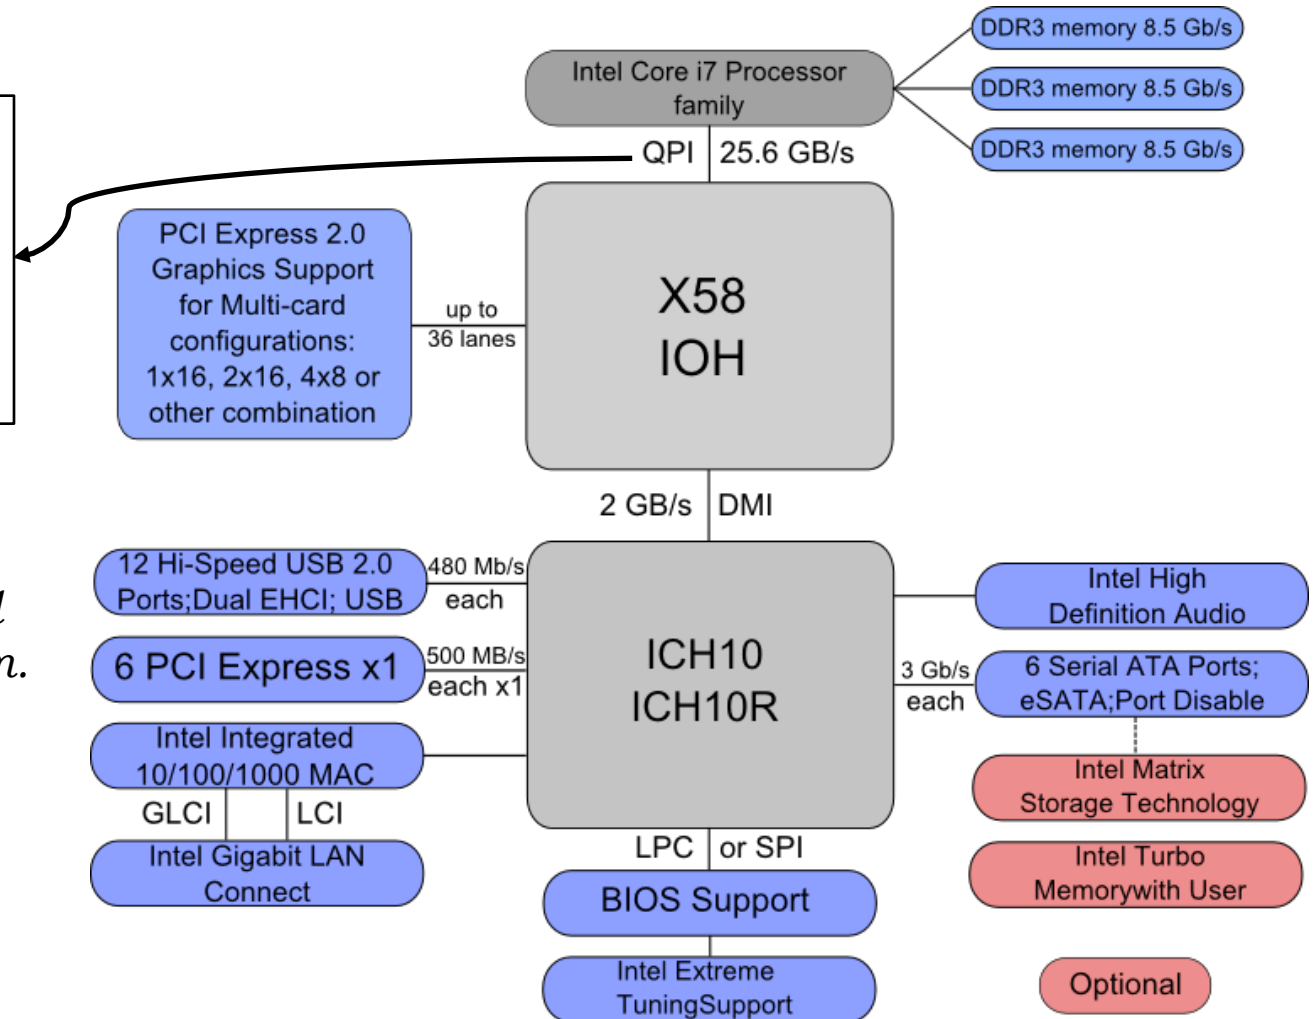 DDR3 memory 8.5 Gb/s
Intel Core i7 Processor
family
DDR3 memory 8.5 Gb/s
DDR3 memory 8.5 Gb/s
QPI 25.6 GB/s
PCI Express 2.0
Graphics Support
for Multi-card
configurations:
1x16, 2x16, 4x8 or
other combination
up to
36 lanes
X58
IOH
2 GB/s DMI
12 Hi-Speed USB 2.0
Ports;Dual EHCI; USB
480 Mb/s
each
6 PCI Express x1
500 MB/s
each x1
Intel Integrated
10/100/1000 MAC
GLCI LCI
Intel Gigabit LAN
Connect
ICH10
ICH10R
Intel High
Definition Audio
3 Gb/s
each
6 Serial ATA Ports;
eSATA;Port Disable
Intel Matrix
Storage Technology
Intel Turbo
Memorywith User
LPC or SPI
BIOS Support
Intel Extreme
TuningSupport
Optional
n.